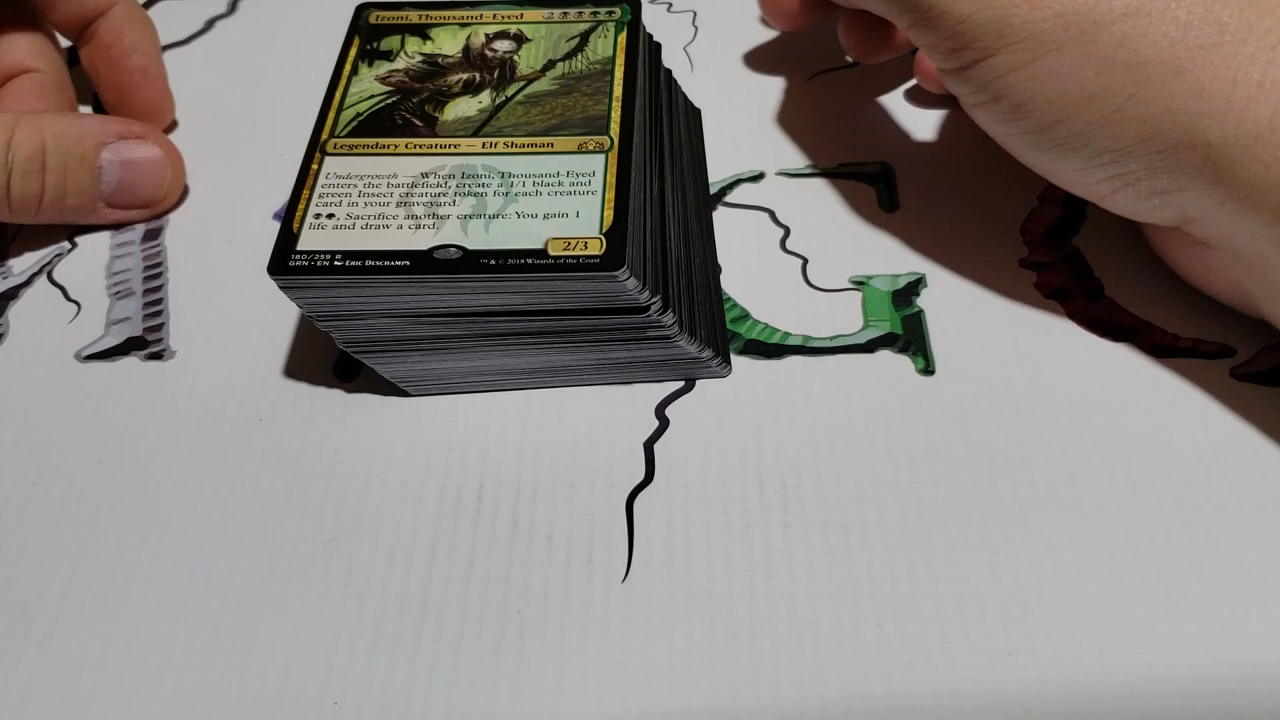 Izoni, Thousand-Eyed 2
Legendary Creature — Elf Shaman
Undergrowth — When Izoni, Thousand-Eyed
enters the battlefield, create a 1/1 black and
green Insect creature token for each creature
card in your graveyard.
, Sacrifice another creature: You gain 1
life and draw a card.
2/3
180/259 R
GRN • EN Eric Deschamps
™ & © 2018 Wizards of the Coast